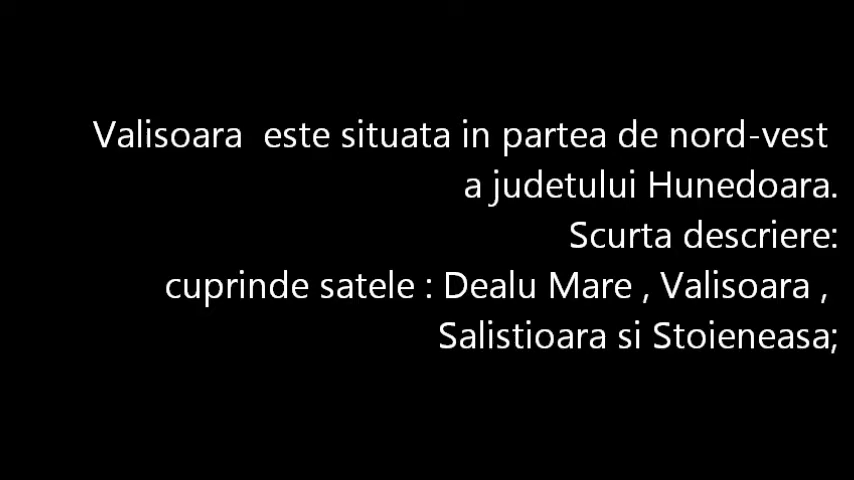 Valisoara  este situata in partea de nord-vest
a judetului Hunedoara.
Scurta descriere:
cuprinde satele : Dealu Mare , Valisoara ,
Salistioara si Stoieneasa;